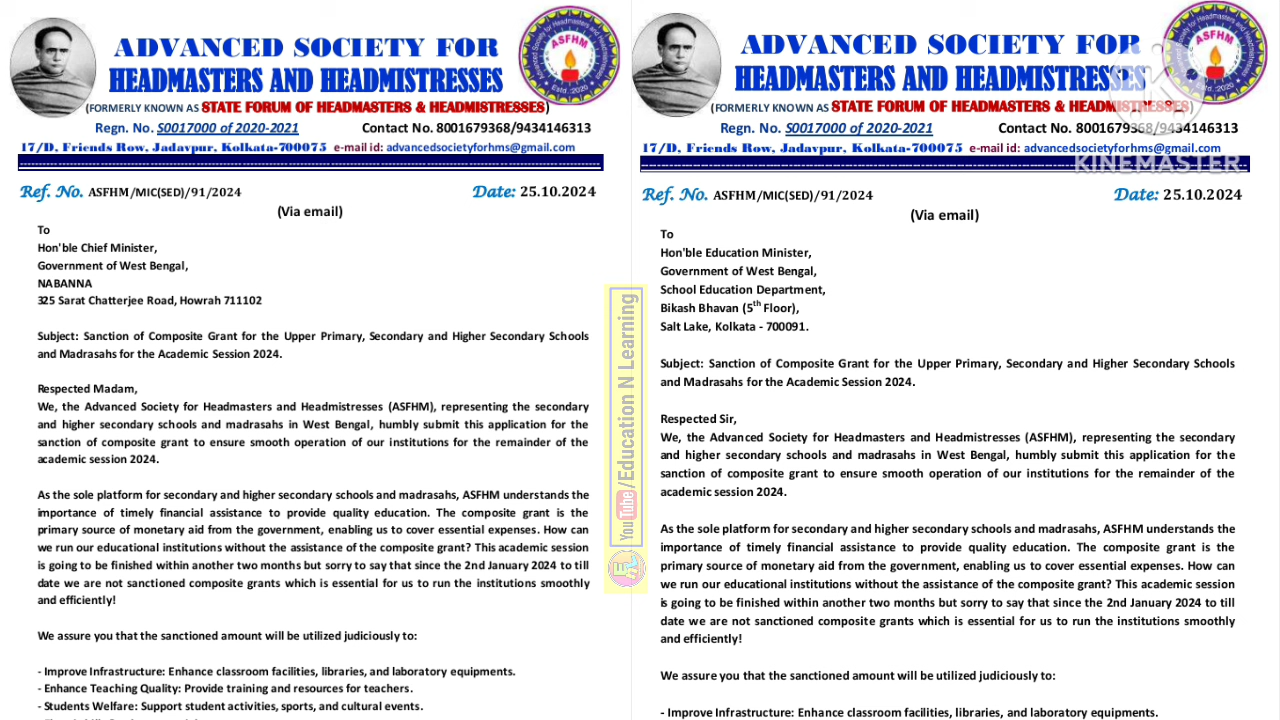 ADVANCED SOCIETY FOR
HEADMASTERS AND HEADMISTRESSES
(FORMERLY KNOWN AS STATE FORUM OF HEADMASTERS & HEADMISTRESSES)
Regn. No. S0017000 of 2020-2021 Contact No. 8001679368/9434146313
17/D, Friends Row, Jadavpur, Kolkata-700075 e-mail id: advancedsocietyforhms@gmail.com
Advanced Society for Headmasters and Headmistresses
ASFHM
Estd.:2020
Ref. No. ASFHM/MIC(SED)/91/2024 Date: 25.10.2024
(Via email)
To
Hon'ble Chief Minister,
Government of West Bengal,
NABANNA
325 Sarat Chatterjee Road, Howrah 711102
Subject: Sanction of Composite Grant for the Upper Primary, Secondary and Higher Secondary Schools
and Madrasahs for the Academic Session 2024.
Respected Madam,
We, the Advanced Society for Headmasters and Headmistresses (ASFHM), representing the secondary
and higher secondary schools and madrasahs in West Bengal, humbly submit this application for the
sanction of composite grant to ensure smooth operation of our institutions for the remainder of the
academic session 2024.
As the sole platform for secondary and higher secondary schools and madrasahs, ASFHM understands the
importance of timely financial assistance to provide quality education. The composite grant is the
primary source of monetary aid from the government, enabling us to cover essential expenses. How can
we run our educational institutions without the assistance of the composite grant? This academic session
is going to be finished within another two months but sorry to say that since the 2nd January 2024 to till
date we are not sanctioned composite grants which is essential for us to run the institutions smoothly
and efficiently!
We assure you that the sanctioned amount will be utilized judiciously to:
- Improve Infrastructure: Enhance classroom facilities, libraries, and laboratory equipments.
- Enhance Teaching Quality: Provide training and resources for teachers.
- Students Welfare: Support student activities, sports, and cultural events.
YouTube/Education N Learning
ADVANCED SOCIETY FOR
HEADMASTERS AND HEADMISTRESSES
(FORMERLY KNOWN AS STATE FORUM OF HEADMASTERS & HEADMISTRESSES)
Regn. No. S0017000 of 2020-2021 Contact No. 8001679368/9434146313
17/D, Friends Row, Jadavpur, Kolkata-700075 e-mail id: advancedsocietyforhms@gmail.com
Advanced Society for Headmasters and Headmistresses
ASFHM
Estd.:2020
KINEMASTER
Ref. No. ASFHM/MIC(SED)/91/2024 Date: 25.10.2024
(Via email)
To
Hon'ble Education Minister,
Government of West Bengal,
School Education Department,
Bikash Bhavan (5th Floor),
Salt Lake, Kolkata - 700091.
Subject: Sanction of Composite Grant for the Upper Primary, Secondary and Higher Secondary Schools
and Madrasahs for the Academic Session 2024.
Respected Sir,
We, the Advanced Society for Headmasters and Headmistresses (ASFHM), representing the secondary
and higher secondary schools and madrasahs in West Bengal, humbly submit this application for the
sanction of composite grant to ensure smooth operation of our institutions for the remainder of the
academic session 2024.
As the sole platform for secondary and higher secondary schools and madrasahs, ASFHM understands the
importance of timely financial assistance to provide quality education. The composite grant is the
primary source of monetary aid from the government, enabling us to cover essential expenses. How can
we run our educational institutions without the assistance of the composite grant? This academic session
is going to be finished within another two months but sorry to say that since the 2nd January 2024 to till
date we are not sanctioned composite grants which is essential for us to run the institutions smoothly
and efficiently!
We assure you that the sanctioned amount will be utilized judiciously to:
- Improve Infrastructure: Enhance classroom facilities, libraries, and laboratory equipments.